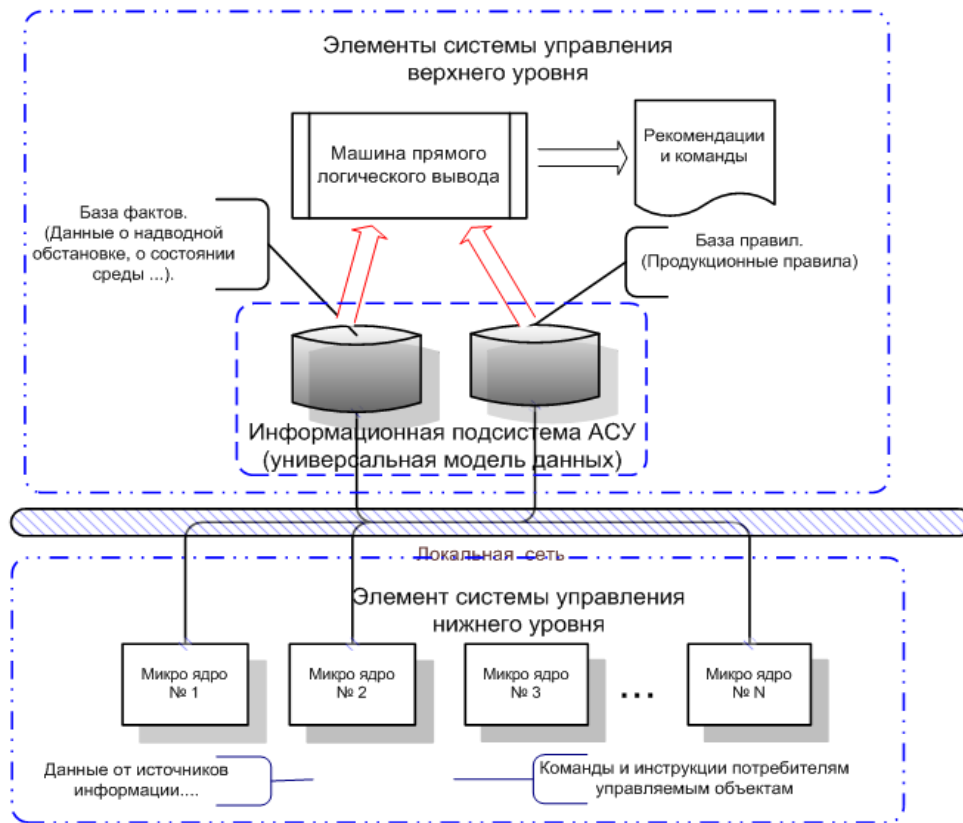 Элементы системы управления
верхнего уровня
Машина прямого
логического вывода
Рекомендации
и команды
База фактов.
(Данные о надводной
обстановке, о состоянии
среды ...).
База правил.
(Продукционные правила)
Информационная подсистема АСУ
(универсальная модель данных)
Локальная сеть
Элемент системы управления
нижнего уровня
Микро ядро
№ 1
Микро ядро
№ 2
Микро ядро
№ 3
...
Микро ядро
№ N
Данные от источников
информации....
Команды и инструкции потребителям
управляемым объектам